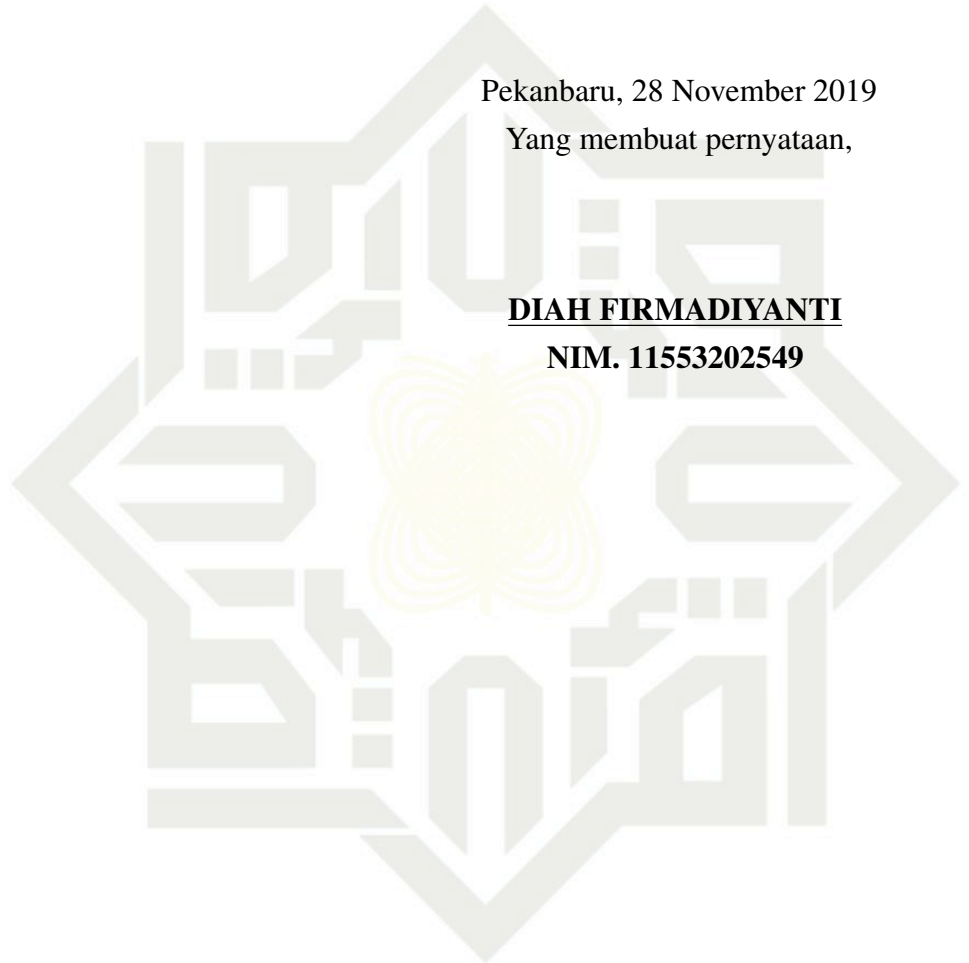 Pekanbaru, 28 November 2019
Yang membuat pernyataan,
DIAH FIRMADIYANTI
NIM. 11553202549